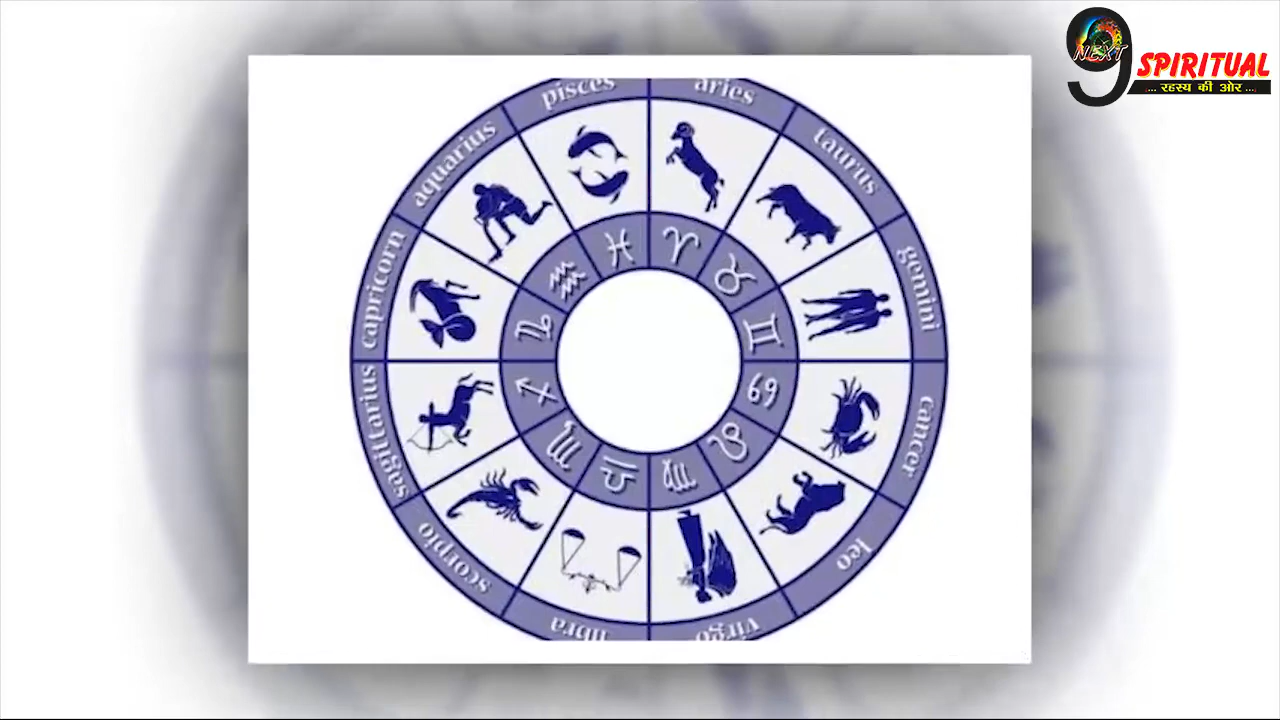 NEXT
9
SPIRITUAL
... रहस्य की ओर ...
pisces
aries
taurus
gemini
cancer
leo
virgo
libra
scorpio
sagittarius
capricorn
aquarius
♓
♈
♉
♊
♋
♌
♍
♎
♏
♐
♑
♒